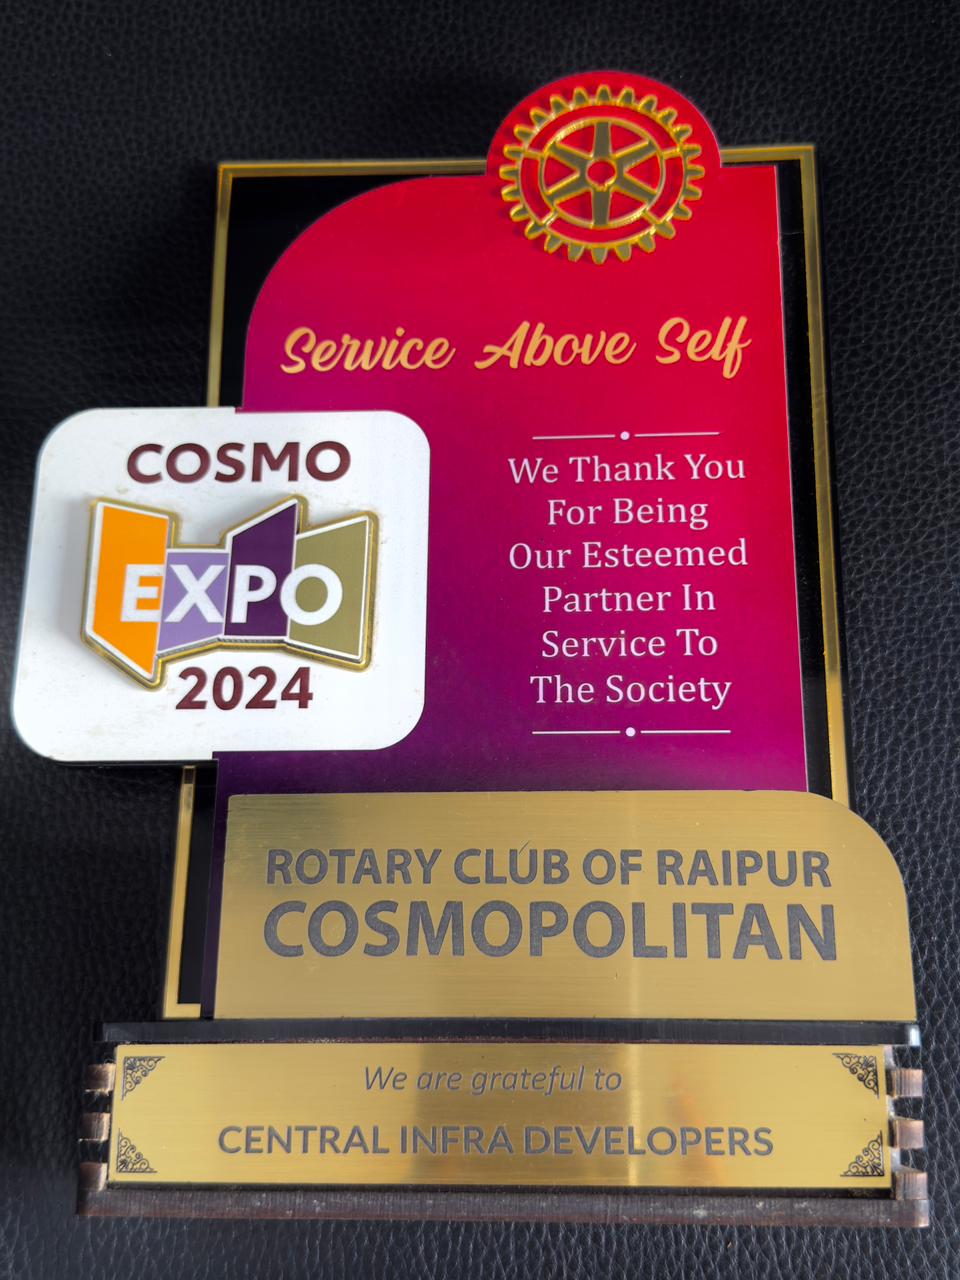 Service Above Self
COSMO
EXPO
2024
We Thank You
For Being
Our Esteemed
Partner In
Service To
The Society
ROTARY CLUB OF RAIPUR
COSMOPOLITAN
We are grateful to
CENTRAL INFRA DEVELOPERS